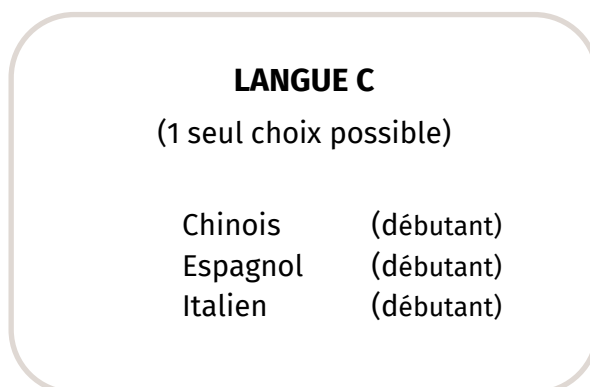 LANGUE C
(1 seul choix possible)
Chinois (débutant)
Espagnol (débutant)
Italien (débutant)